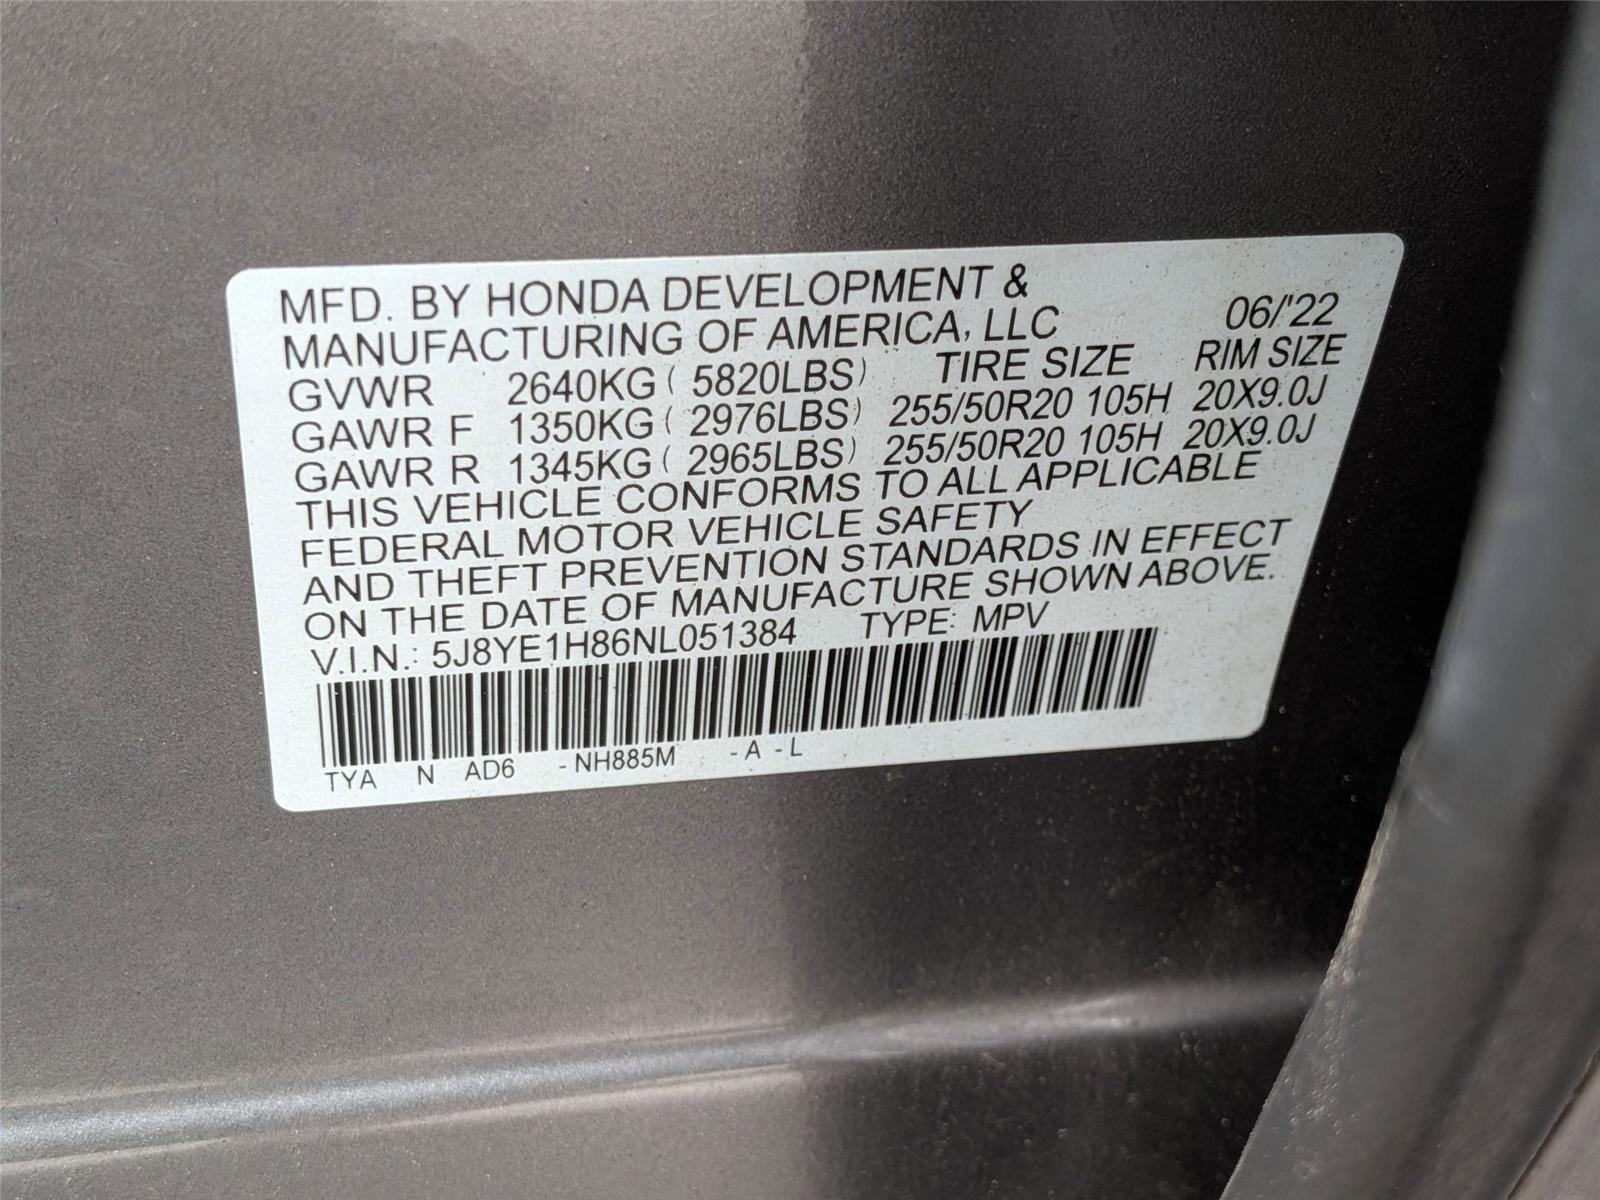 MFD. BY HONDA DEVELOPMENT &
MANUFACTURING OF AMERICA, LLC 06/'22
GVWR 2640KG ( 5820LBS) TIRE SIZE RIM SIZE
GAWR F 1350KG ( 2976LBS) 255/50R20 105H 20X9.0J
GAWR R 1345KG ( 2965LBS) 255/50R20 105H 20X9.0J
THIS VEHICLE CONFORMS TO ALL APPLICABLE
FEDERAL MOTOR VEHICLE SAFETY
AND THEFT PREVENTION STANDARDS IN EFFECT
ON THE DATE OF MANUFACTURE SHOWN ABOVE.
V.I.N.: 5J8YE1H86NL051384 TYPE: MPV
TYA N AD6 -NH885M -A -L